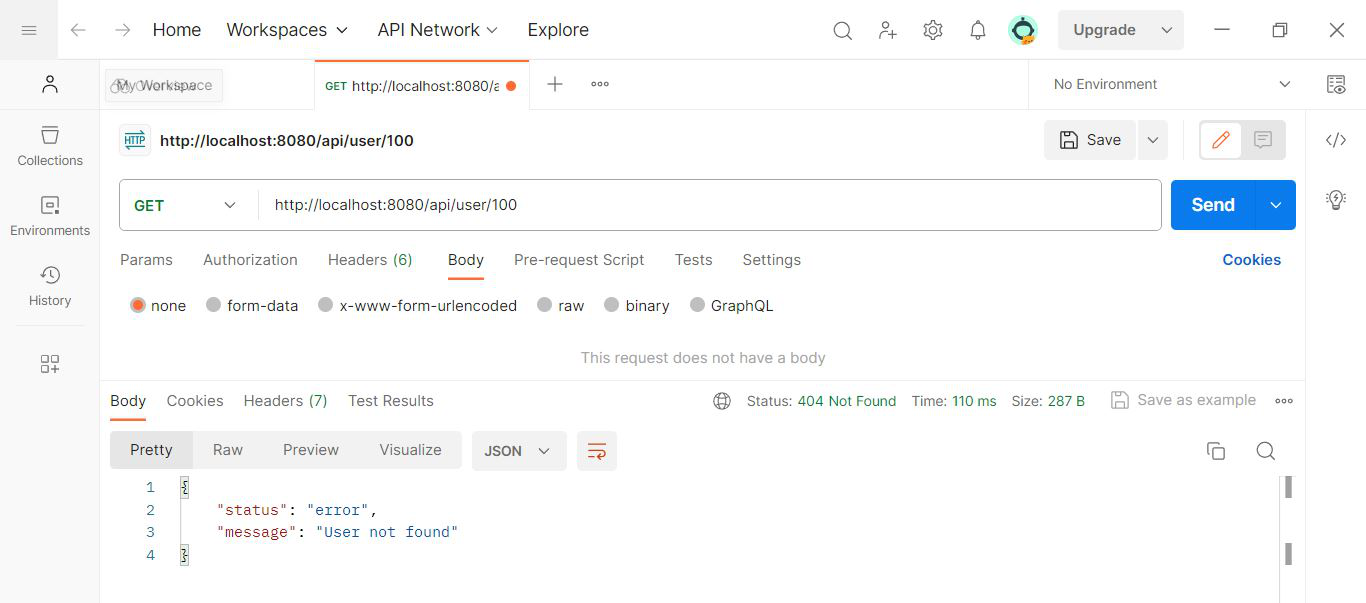 Home Workspaces API Network Explore Upgrade
My Workspace GET http://localhost:8080/a No Environment
HTTP http://localhost:8080/api/user/100 Save
Collections
GET http://localhost:8080/api/user/100 Send
Environments
Params Authorization Headers (6) Body Pre-request Script Tests Settings Cookies
History
none form-data x-www-form-urlencoded raw binary GraphQL
This request does not have a body
Body Cookies Headers (7) Test Results Status: 404 Not Found Time: 110 ms Size: 287 B Save as example
Pretty Raw Preview Visualize JSON
1 {
2 "status": "error",
3 "message": "User not found"
4 }